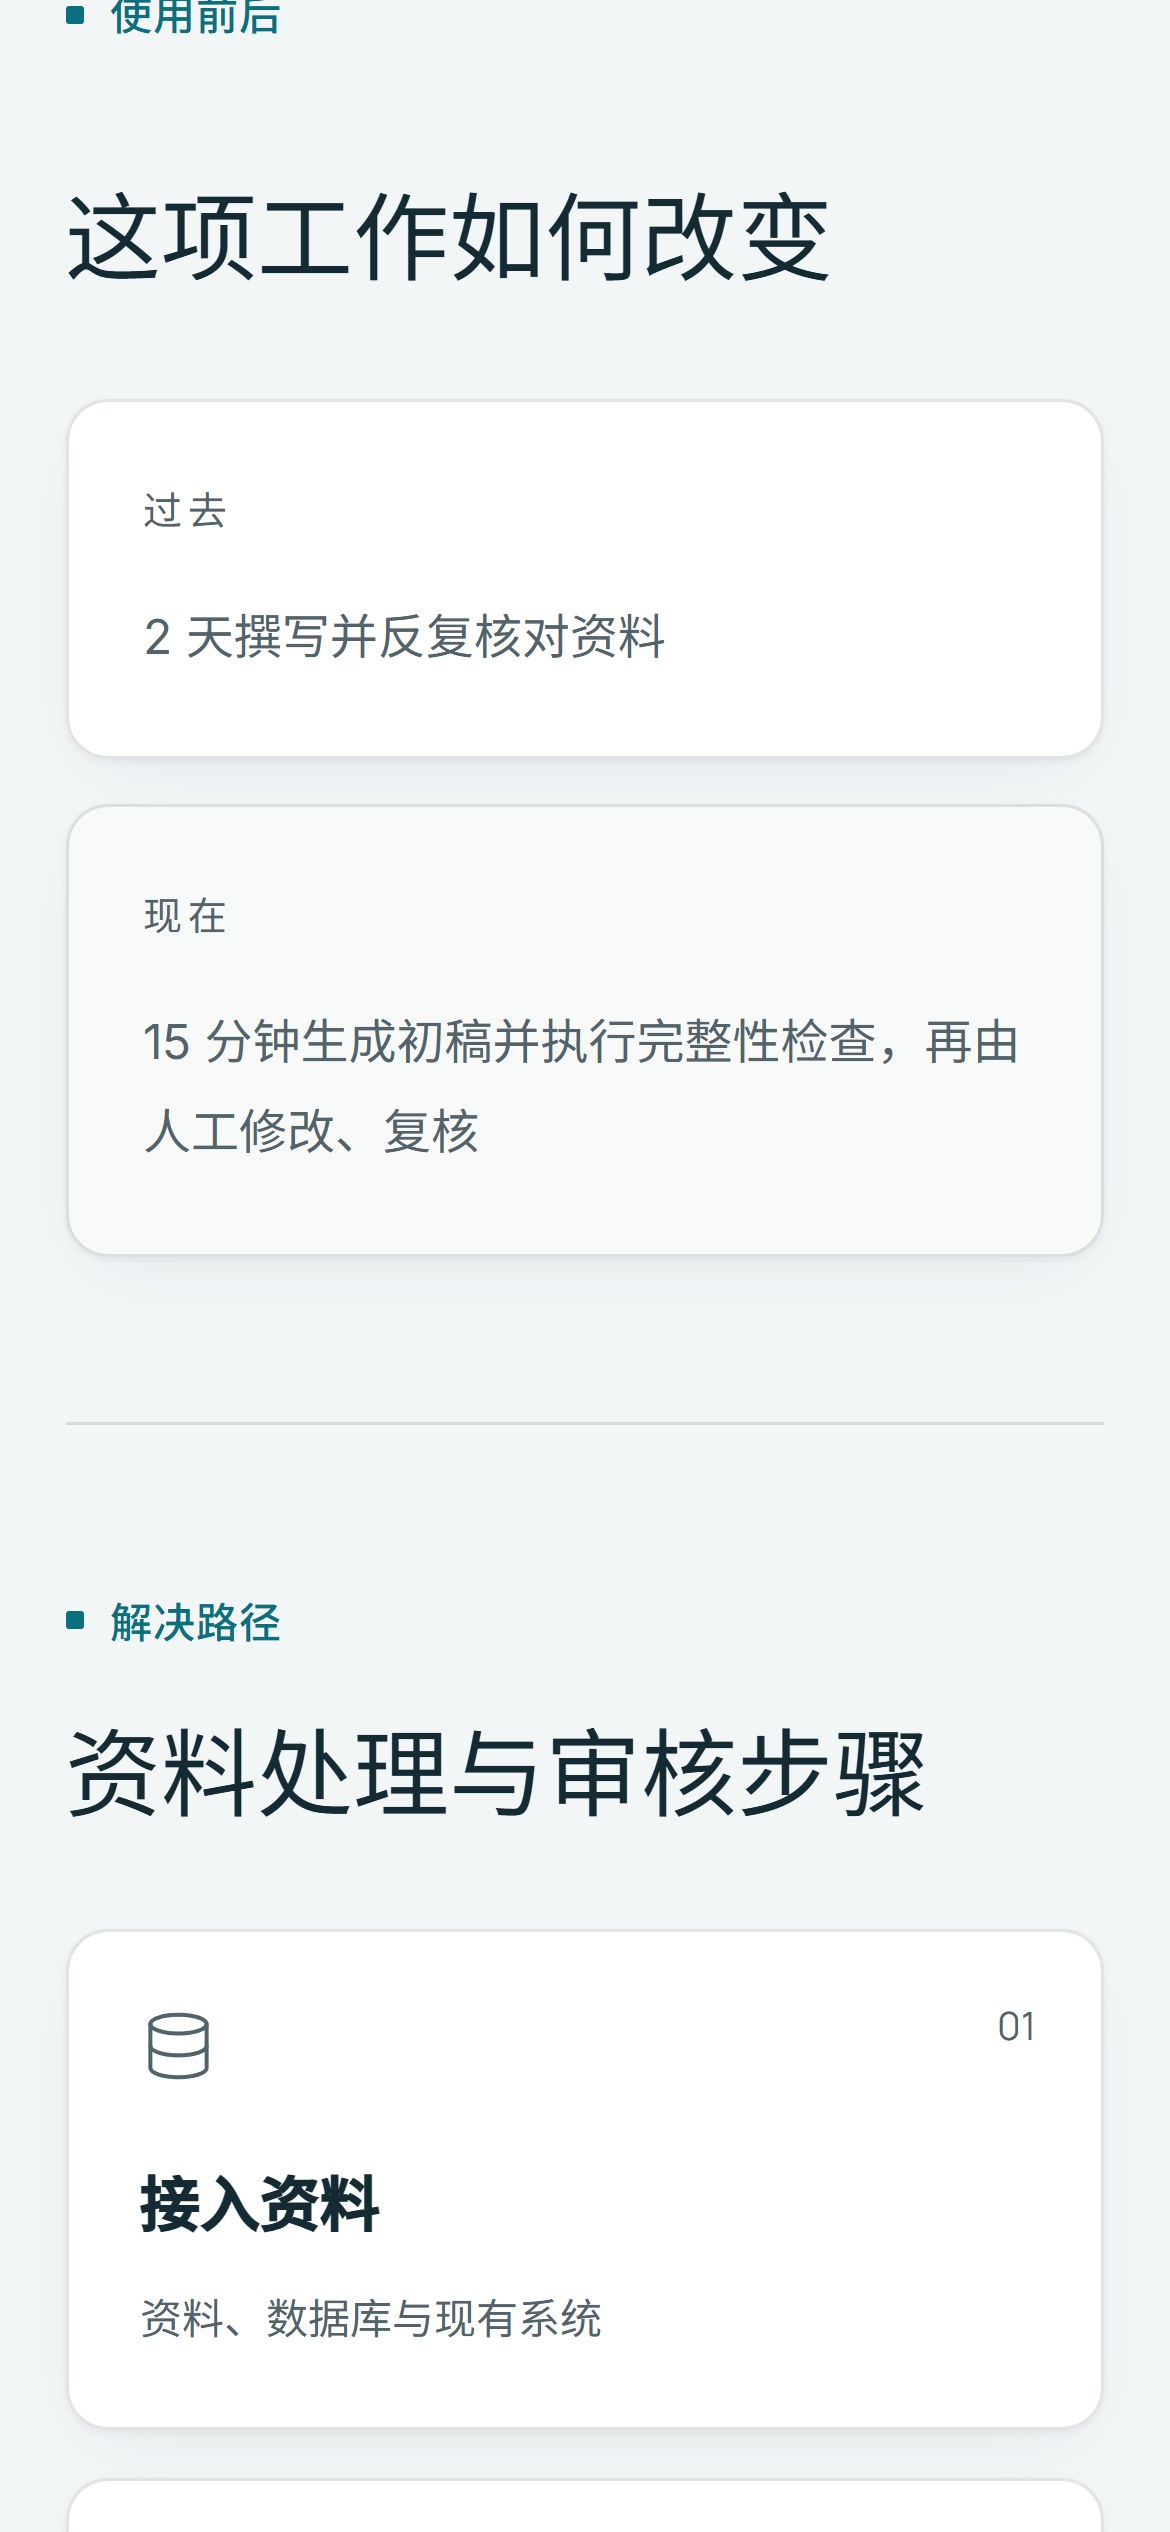 使用前后
这项工作如何改变
过去
2 天撰写并反复核对资料
现在
15 分钟生成初稿并执行完整性检查，再由
人工修改、复核
解决路径
资料处理与审核步骤
01
接入资料
资料、数据库与现有系统